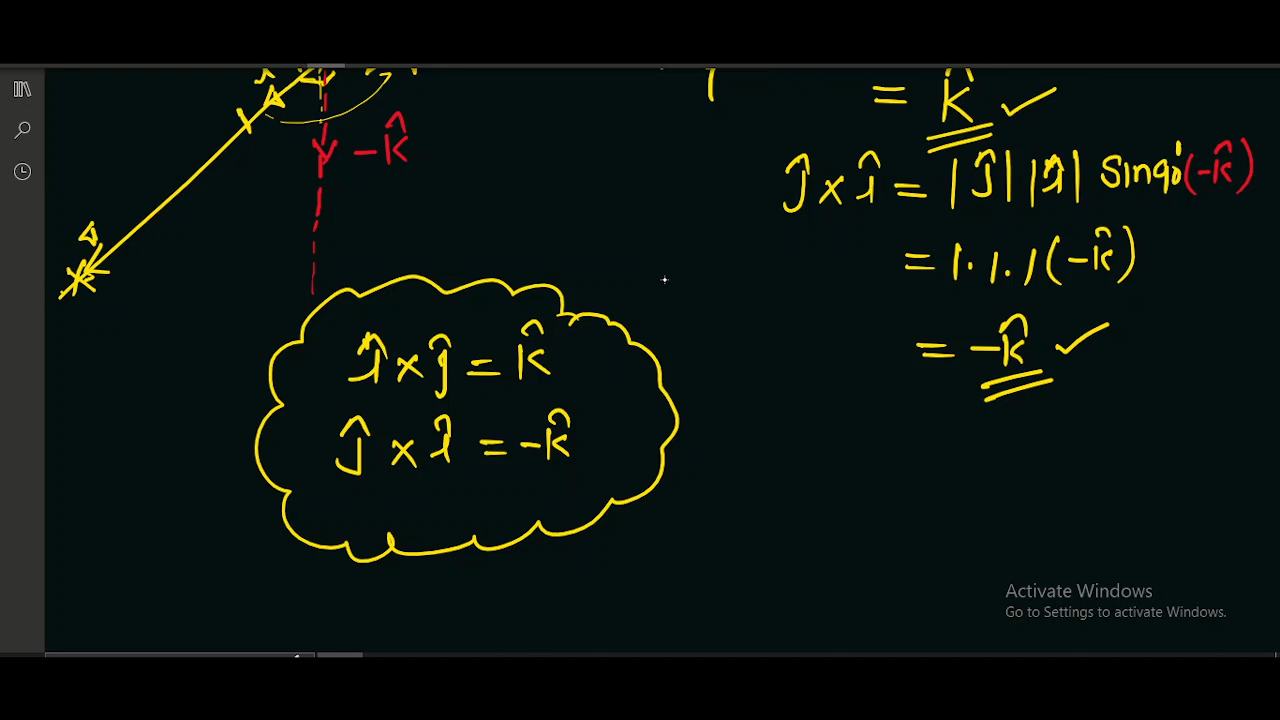 -k̂
= k̂ ✓
ĵ × î = |ĵ| |î| Sin90° (-k̂)
= 1.1.1(-k̂)
= -k̂ ✓
î × ĵ = k̂
ĵ × î = -k̂
Activate Windows
Go to Settings to activate Windows.